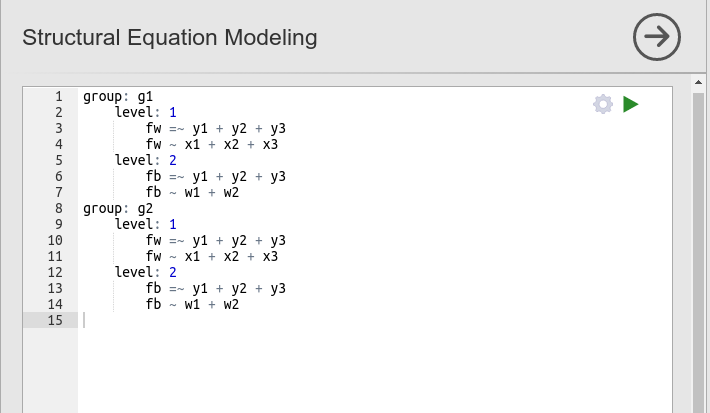 Structural Equation Modeling
1 group: g1
2     level: 1
3         fw =~ y1 + y2 + y3
4         fw ~ x1 + x2 + x3
5     level: 2
6         fb =~ y1 + y2 + y3
7         fb ~ w1 + w2
8 group: g2
9     level: 1
10         fw =~ y1 + y2 + y3
11         fw ~ x1 + x2 + x3
12     level: 2
13         fb =~ y1 + y2 + y3
14         fb ~ w1 + w2
15